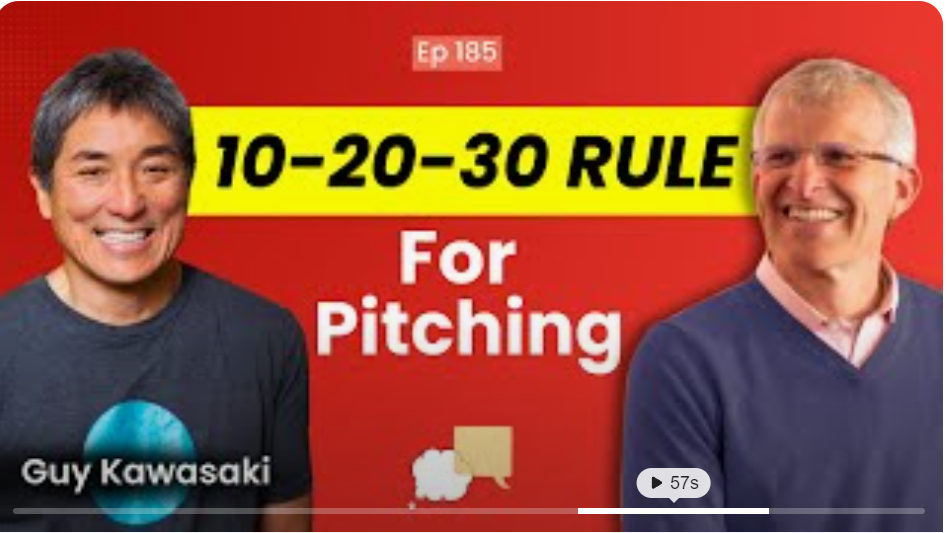 Ep 185
10-20-30 RULE
For
Pitching
Guy Kawasaki
57s